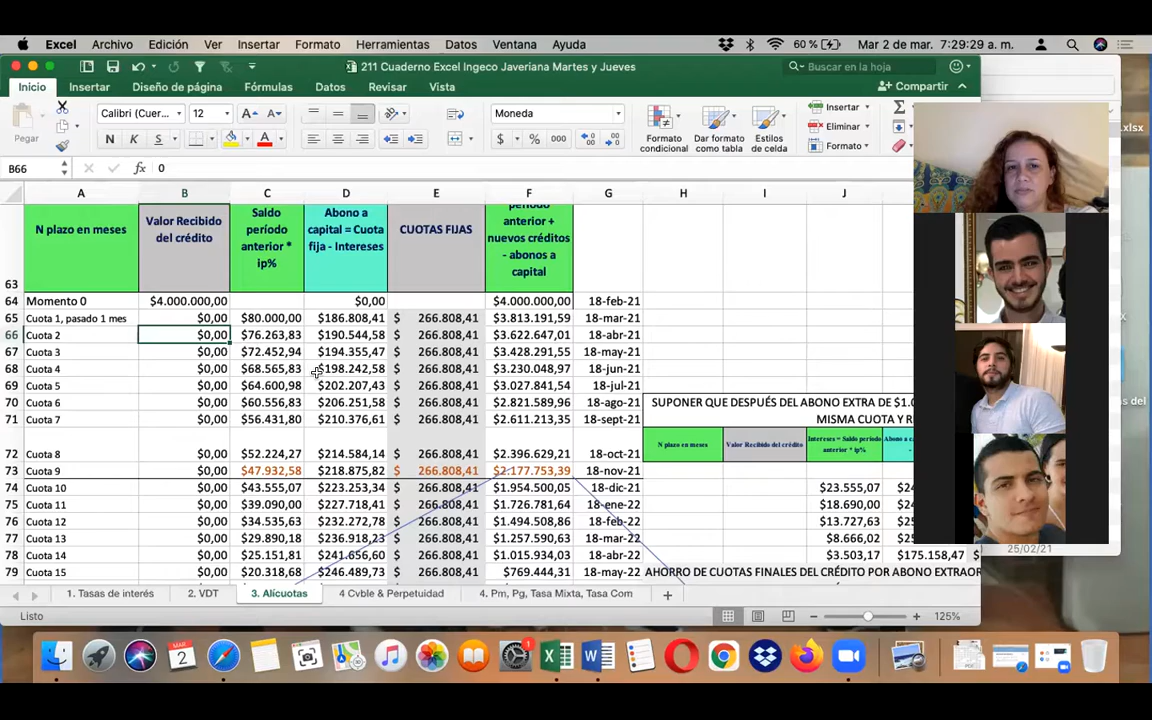 Excel Archivo Edición Ver Insertar Formato Herramientas Datos Ventana Ayuda 60 % Mar 2 de mar. 7:29:29 a. m.
211 Cuaderno Excel Ingeco Javeriana Martes y Jueves Buscar en la hoja
Inicio Insertar Diseño de página Fórmulas Datos Revisar Vista Compartir
Pegar Calibri (Cuer... 12 A A Moneda Formato condicional Dar formato como tabla Estilos de celda Insertar Eliminar Formato
N K S A $ % 000
.xlsx
B66 fx 0
A B C D E F G H I J
63 N plazo en meses Valor Recibido del crédito Saldo período anterior * ip% Abono a capital = Cuota fija - Intereses CUOTAS FIJAS período anterior + nuevos créditos - abonos a capital
64 Momento 0 $4.000.000,00 $0,00 $4.000.000,00 18-feb-21
65 Cuota 1, pasado 1 mes $0,00 $80.000,00 $186.808,41 $ 266.808,41 $3.813.191,59 18-mar-21
66 Cuota 2 $0,00 $76.263,83 $190.544,58 $ 266.808,41 $3.622.647,01 18-abr-21
67 Cuota 3 $0,00 $72.452,94 $194.355,47 $ 266.808,41 $3.428.291,55 18-may-21
68 Cuota 4 $0,00 $68.565,83 $198.242,58 $ 266.808,41 $3.230.048,97 18-jun-21
69 Cuota 5 $0,00 $64.600,98 $202.207,43 $ 266.808,41 $3.027.841,54 18-jul-21
70 Cuota 6 $0,00 $60.556,83 $206.251,58 $ 266.808,41 $2.821.589,96 18-ago-21 SUPONER QUE DESPUÉS DEL ABONO EXTRA DE $1.0
71 Cuota 7 $0,00 $56.431,80 $210.376,61 $ 266.808,41 $2.611.213,35 18-sept-21 MISMA CUOTA Y R
N plazo en meses Valor Recibido del crédito Intereses = Saldo período anterior * ip% Abono a ca
72 Cuota 8 $0,00 $52.224,27 $214.584,14 $ 266.808,41 $2.396.629,21 18-oct-21
73 Cuota 9 $0,00 $47.932,58 $218.875,82 $ 266.808,41 $2.177.753,39 18-nov-21
74 Cuota 10 $0,00 $43.555,07 $223.253,34 $ 266.808,41 $1.954.500,05 18-dic-21 $23.555,07 $24
75 Cuota 11 $0,00 $39.090,00 $227.718,41 $ 266.808,41 $1.726.781,64 18-ene-22 $18.690,00 $24
76 Cuota 12 $0,00 $34.535,63 $232.272,78 $ 266.808,41 $1.494.508,86 18-feb-22 $13.727,63 $25
77 Cuota 13 $0,00 $29.890,18 $236.918,23 $ 266.808,41 $1.257.590,63 18-mar-22 $8.666,02 $25
78 Cuota 14 $0,00 $25.151,81 $241.656,60 $ 266.808,41 $1.015.934,03 18-abr-22 $3.503,17 $175.158,47 $
79 Cuota 15 $0,00 $20.318,68 $246.489,73 $ 266.808,41 $769.444,31 18-may-22 AHORRO DE CUOTAS FINALES DEL CRÉDITO POR ABONO EXTRAOR
25/02/21
1. Tasas de interés 2. VDT 3. Alícuotas 4 Cvble & Perpetuidad 4. Pm, Pg, Tasa Mixta, Tasa Com
Listo 125%
MAR 2 1